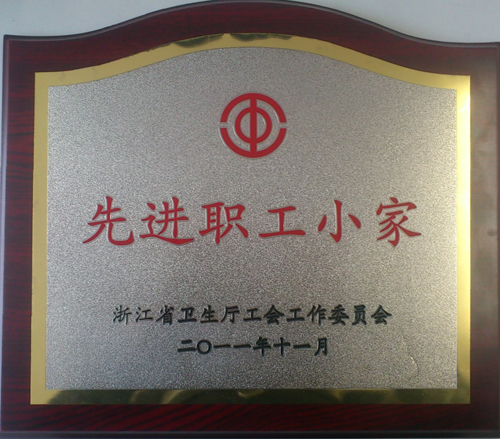 先进职工小家
浙江省卫生厅工会工作委员会
二〇一一年十一月